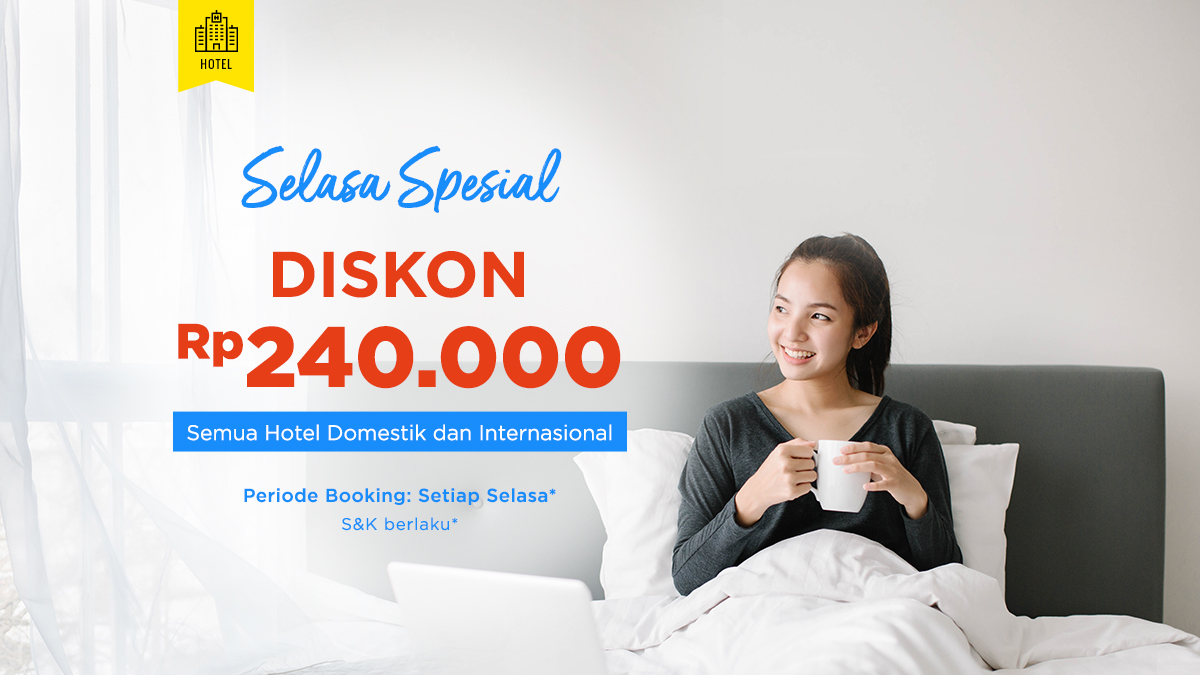 HOTEL
Selasa Spesial
DISKON
Rp240.000
Semua Hotel Domestik dan Internasional
Periode Booking: Setiap Selasa*
S&K berlaku*